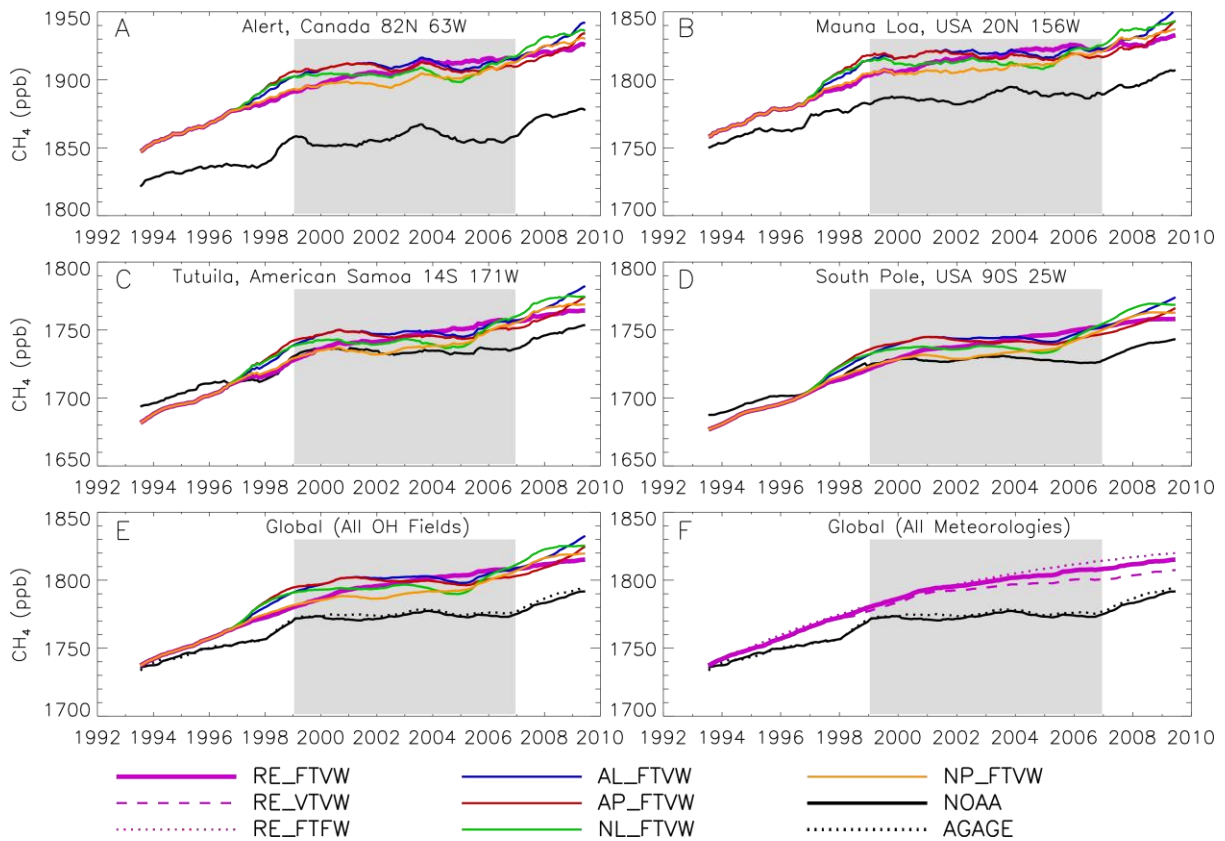 A Alert, Canada 82N 63W
CH4 (ppb)
1950
1900
1850
1800
1992 1994 1996 1998 2000 2002 2004 2006 2008 2010
B Mauna Loa, USA 20N 156W
1850
1800
1750
1700
1992 1994 1996 1998 2000 2002 2004 2006 2008 2010
C Tutuila, American Samoa 14S 171W
1800
1750
1700
1650
1992 1994 1996 1998 2000 2002 2004 2006 2008 2010
D South Pole, USA 90S 25W
1800
1750
1700
1650
1992 1994 1996 1998 2000 2002 2004 2006 2008 2010
E Global (All OH Fields)
CH4 (ppb)
1850
1800
1750
1700
1992 1994 1996 1998 2000 2002 2004 2006 2008 2010
F Global (All Meteorologies)
1850
1800
1750
1700
1992 1994 1996 1998 2000 2002 2004 2006 2008 2010
RE_FTVW AL_FTVW NP_FTVW
RE_VTVW AP_FTVW NOAA
RE_FTFW NL_FTVW AGAGE